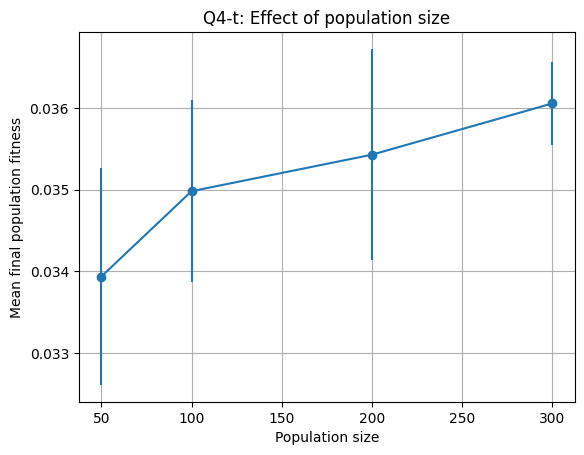 Q4-t: Effect of population size
Mean final population fitness
0.036
0.035
0.034
0.033
50 100 150 200 250 300
Population size